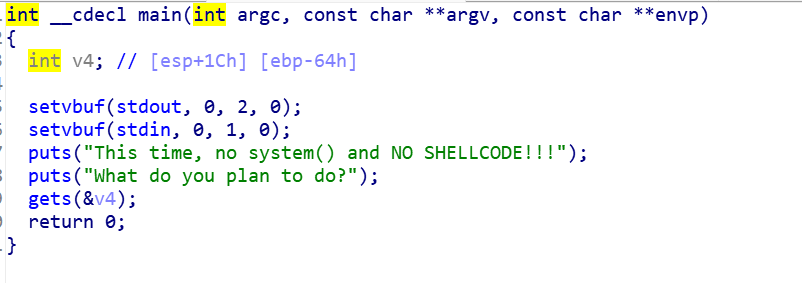 int __cdecl main(int argc, const char **argv, const char **envp)
{
int v4; // [esp+1Ch] [ebp-64h]
setvbuf(stdout, 0, 2, 0);
setvbuf(stdin, 0, 1, 0);
puts("This time, no system() and NO SHELLCODE!!!");
puts("What do you plan to do?");
gets(&v4);
return 0;
}